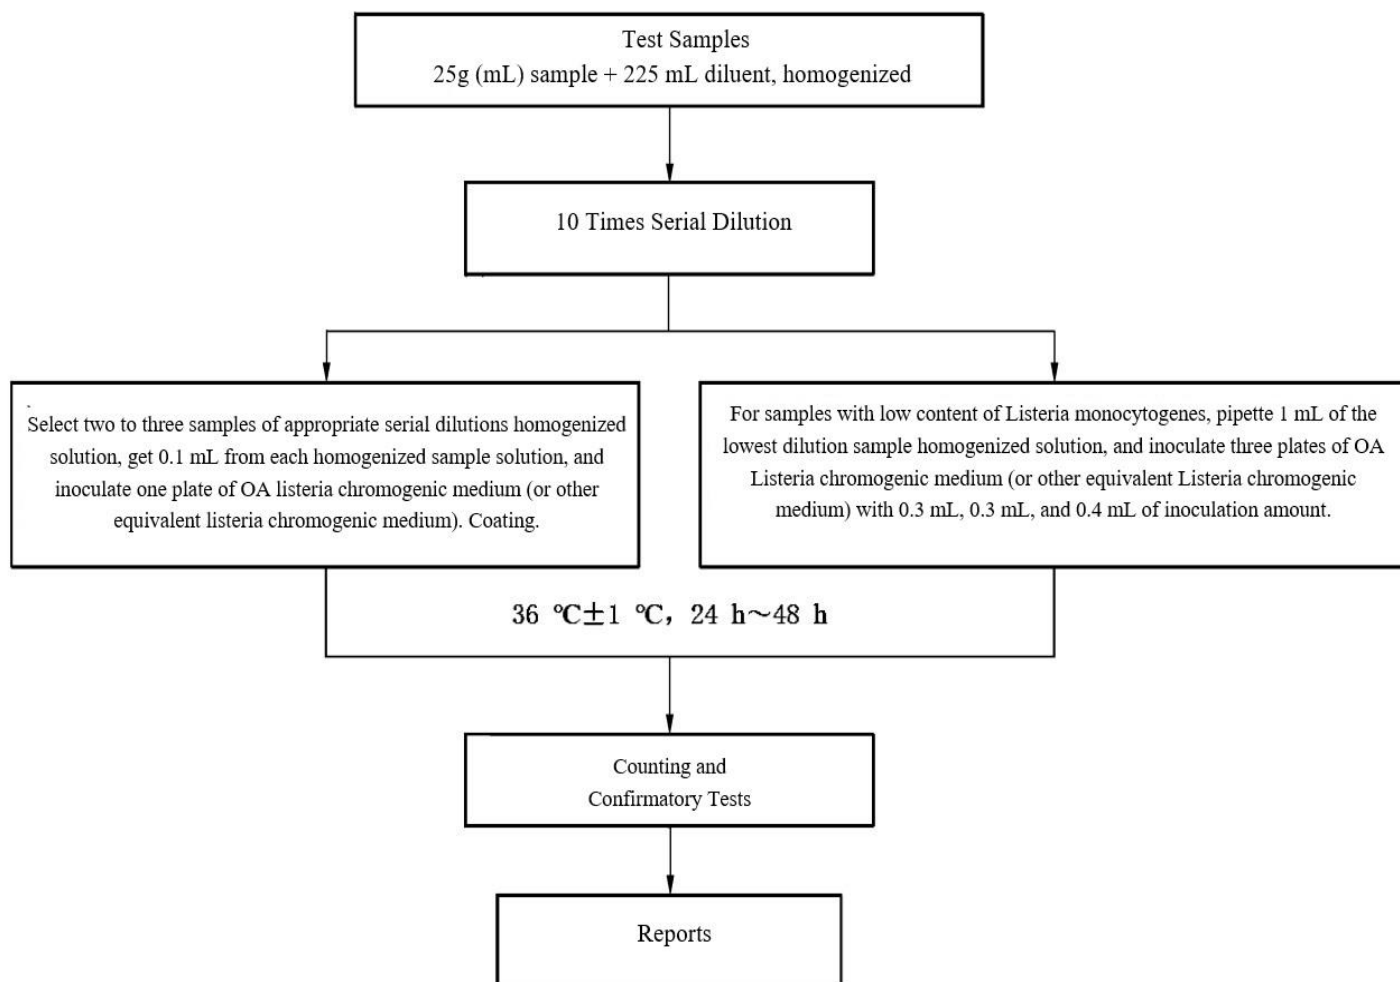 Test Samples
25g (mL) sample + 225 mL diluent, homogenized
10 Times Serial Dilution
Select two to three samples of appropriate serial dilutions homogenized
solution, get 0.1 mL from each homogenized sample solution, and
inoculate one plate of OA listeria chromogenic medium (or other
equivalent listeria chromogenic medium). Coating.
For samples with low content of Listeria monocytogenes, pipette 1 mL of the
lowest dilution sample homogenized solution, and inoculate three plates of OA
Listeria chromogenic medium (or other equivalent Listeria chromogenic
medium) with 0.3 mL, 0.3 mL, and 0.4 mL of inoculation amount.
36 ℃±1 ℃，24 h～48 h
Counting and
Confirmatory Tests
Reports